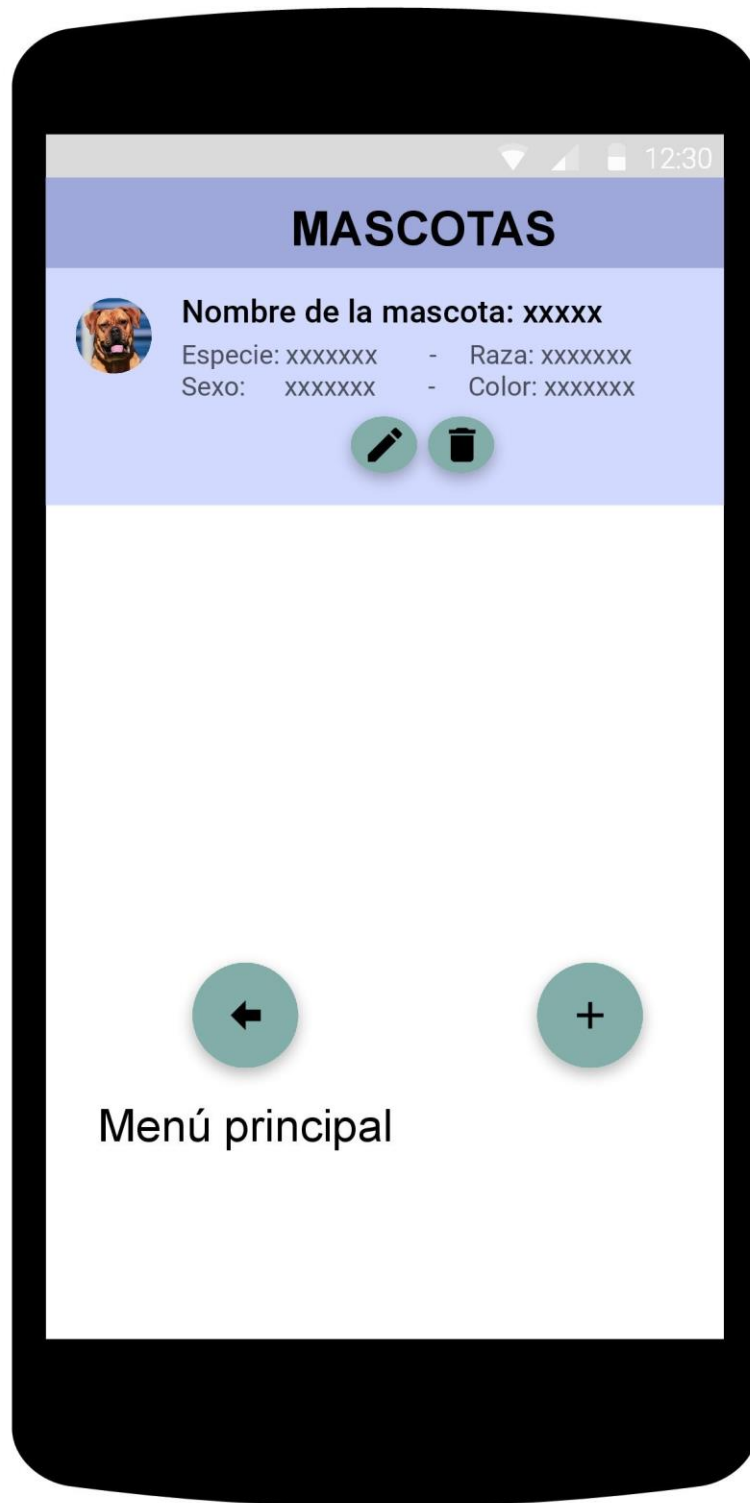 12:30
MASCOTAS
Nombre de la mascota: xxxxx
Especie: xxxxxxx - Raza: xxxxxxx
Sexo: xxxxxxx - Color: xxxxxxx
Menú principal